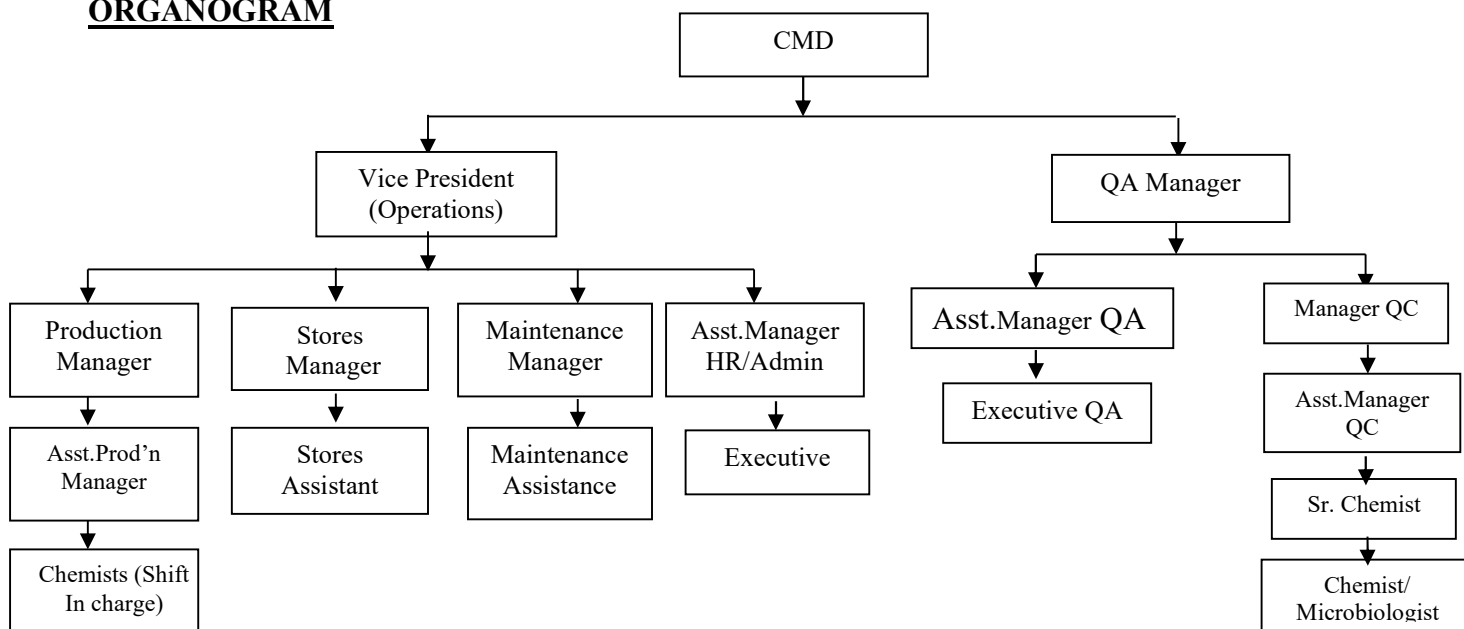 ORGANOGRAM
CMD
Vice President
(Operations)
QA Manager
Production
Manager
Stores
Manager
Maintenance
Manager
Asst.Manager
HR/Admin
Asst.Manager QA
Manager QC
Asst.Prod’n
Manager
Stores
Assistant
Maintenance
Assistance
Executive
Executive QA
Asst.Manager
QC
Sr. Chemist
Chemists (Shift
In charge)
Chemist/
Microbiologist